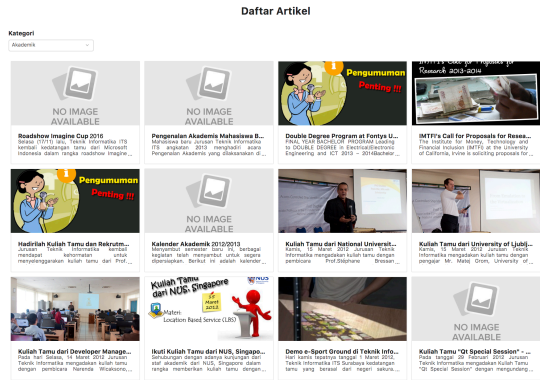 Daftar Artikel
Kategori
Akademik
NO IMAGE
AVAILABLE
NO IMAGE
AVAILABLE
Pengumuman
Penting !!!
IMTFI's Call for Proposals for
Research 2013-2014
Roadshow Imagine Cup 2016
Selasa (17/11) lalu, Teknik Informatika ITS
kembali kedatangan tamu dari Microsoft
Indonesia dalam rangka roadshow Imagine
Pengenalan Akademis Mahasiswa B...
Mahasiswa baru Jurusan Teknik Informatika
ITS angkatan 2013 menghadiri acara
Pengenalan Akademis yang dilaksanakan di
Double Degree Program at Fontys U...
FINAL YEAR BACHELOR PROGRAM Leading
to DOUBLE DEGREE in Electrical/Electronic
Engineering and ICT 2013 - 2014Bachelor
IMTFI's Call for Proposals for Resea...
The Institute for Money, Technology and
Financial Inclusion (IMTFI) at the University
of California, Irvine is soliciting proposals for
Pengumuman
Penting !!!
NO IMAGE
AVAILABLE
Hadirilah Kuliah Tamu dan Rekrutm...
Jurusan Teknik Informatika kembali
mendapat kehormatan untuk
menyelenggarakan kuliah tamu dari Prof.
Kalender Akademik 2012/2013
Menyambut semester baru ini, berbagai
kegiatan telah menyambut untuk segera
dipersiapkan. Berikut ini adalah kalender
Kuliah Tamu dari National Universit...
Kamis, 15 Maret 2012 Jurusan Teknik
Informatika mengadakan kuliah tamu dengan
pembicara Prof.Stéphane Bressan
Kuliah Tamu dari University of Ljublj...
Kamis, 15 Maret 2012 Jurusan Teknik
Informatika mengadakan kuliah tamu dengan
pengajar Mr. Matej Grom, University of
Kuliah Tamu
dari NUS, Singapore
NUS
15
Maret
2012
Materi:
Location Based Service (LBS)
NO IMAGE
AVAILABLE
Kuliah Tamu dari Developer Manage...
Pada hari Selasa, 14 Maret 2012 Jurusan
Teknik Informatika mengadakan Kuliah Tamu
dengan pembicara Narenda Wicaksono,
Ikuti Kuliah Tamu dari NUS, Singapo...
Sehubungan dengan adanya kunjungan dari
staf akademik dari NUS, Singapore dalam
rangka memberikan kuliah tamu dengan
Demo e-Sport Ground di Teknik Info...
Hari kamis tepatnya tanggal 1 Maret 2012,
Teknik Informatika ITS Surabaya kedatangan
tamu yang berasal dari negeri sakura.
Kuliah Tamu "Qt Special Session" - ...
Pada tanggal 29 Februari 2012 Jurusan
Teknik Informatika mengadakan Kuliah Tamu
"Qt Special Session" dengan mengundang